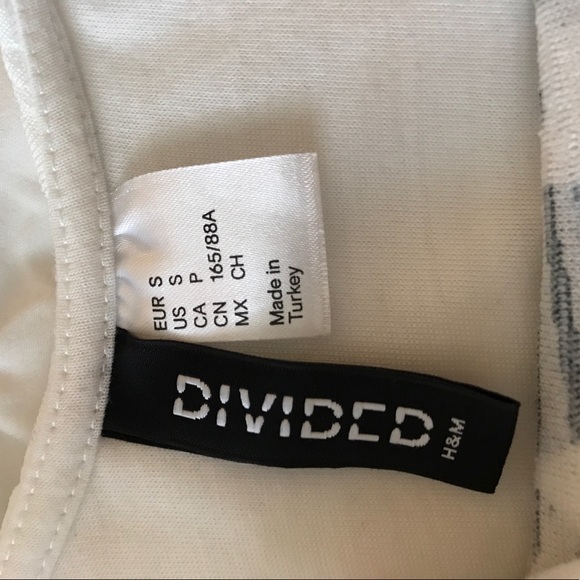 EUR S
US S
CA P
CN 165/88A
MX CH
Made in
Turkey
DIVIDED
H&M